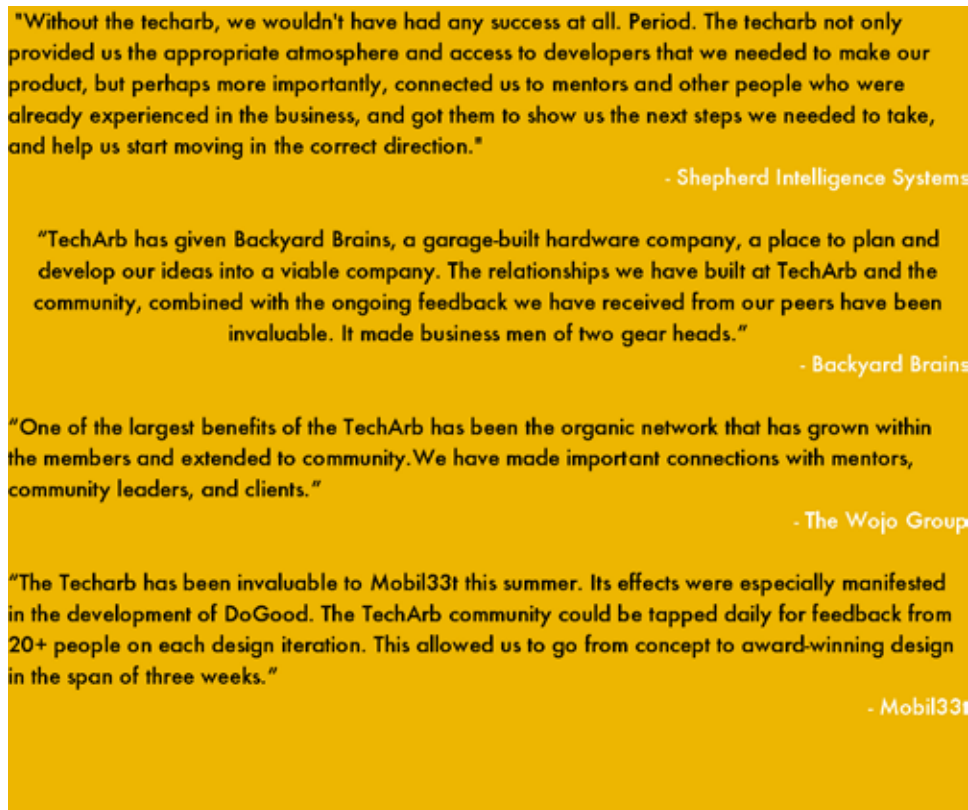 "Without the techarb, we wouldn't have had any success at all. Period. The techarb not only
provided us the appropriate atmosphere and access to developers that we needed to make our
product, but perhaps more importantly, connected us to mentors and other people who were
already experienced in the business, and got them to show us the next steps we needed to take,
and help us start moving in the correct direction."
- Shepherd Intelligence Systems
“TechArb has given Backyard Brains, a garage-built hardware company, a place to plan and
develop our ideas into a viable company. The relationships we have built at TechArb and the
community, combined with the ongoing feedback we have received from our peers have been
invaluable. It made business men of two gear heads.”
- Backyard Brains
“One of the largest benefits of the TechArb has been the organic network that has grown within
the members and extended to community.We have made important connections with mentors,
community leaders, and clients.”
- The Wojo Group
“The Techarb has been invaluable to Mobil33t this summer. Its effects were especially manifested
in the development of DoGood. The TechArb community could be tapped daily for feedback from
20+ people on each design iteration. This allowed us to go from concept to award-winning design
in the span of three weeks.”
- Mobil33t